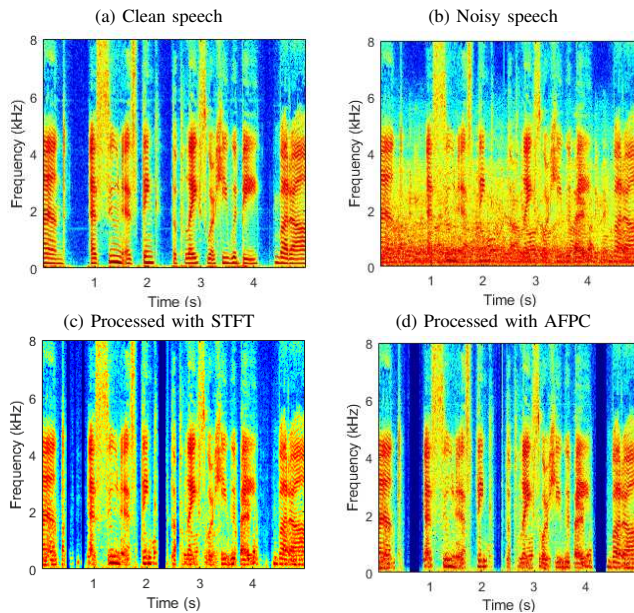 (a) Clean speech
(b) Noisy speech
8
6
4
2
0
Frequency (kHz)
1 2 3 4
Time (s)
8
6
4
2
0
Frequency (kHz)
1 2 3 4
Time (s)
(c) Processed with STFT
(d) Processed with AFPC
8
6
4
2
0
Frequency (kHz)
1 2 3 4
Time (s)
8
6
4
2
0
Frequency (kHz)
1 2 3 4
Time (s)